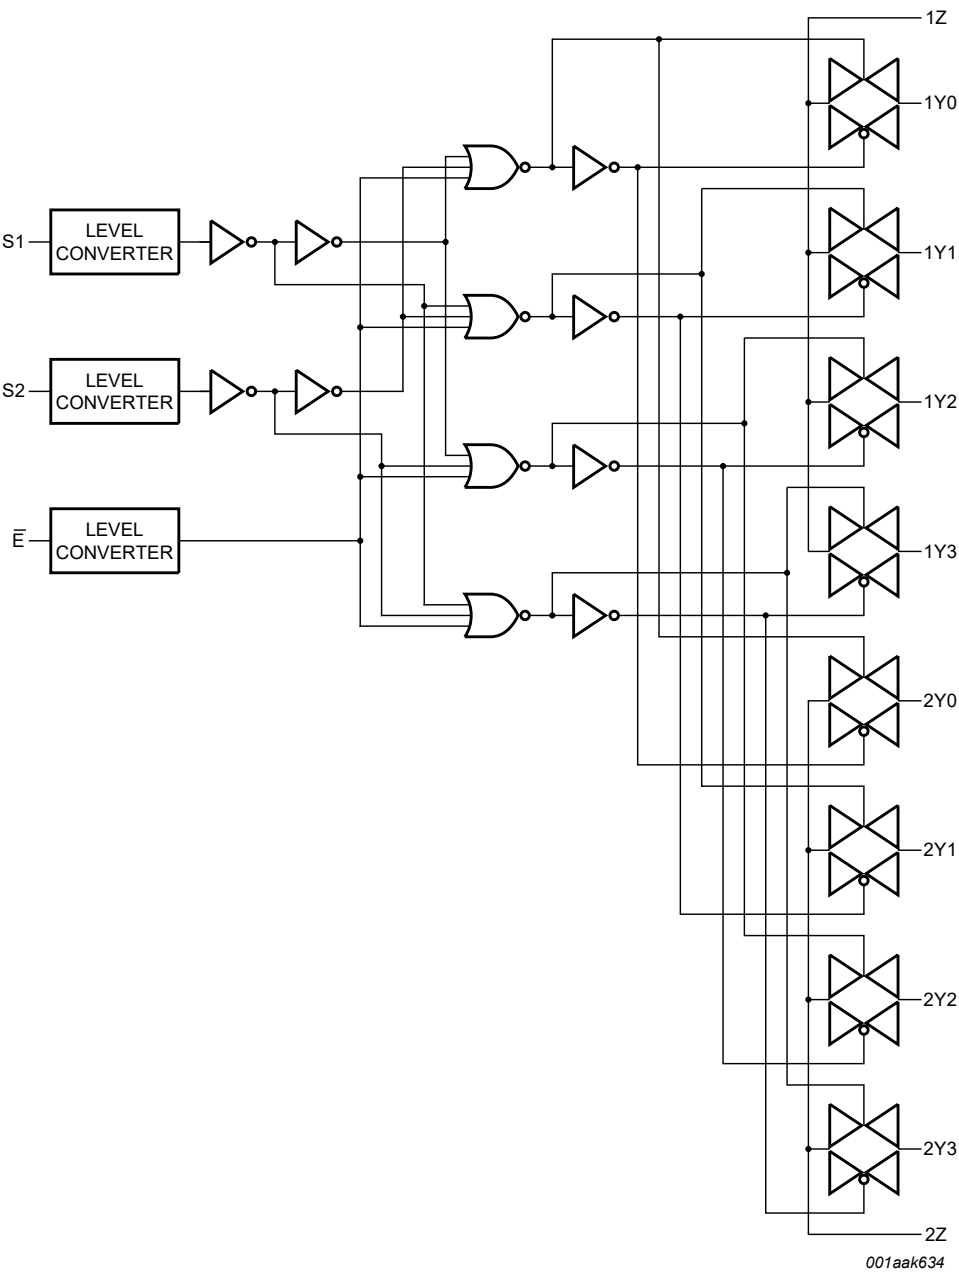 1Z
1Y0
S1
LEVEL
CONVERTER
1Y1
S2
LEVEL
CONVERTER
1Y2
E̅
LEVEL
CONVERTER
1Y3
2Y0
2Y1
2Y2
2Y3
2Z
001aak634